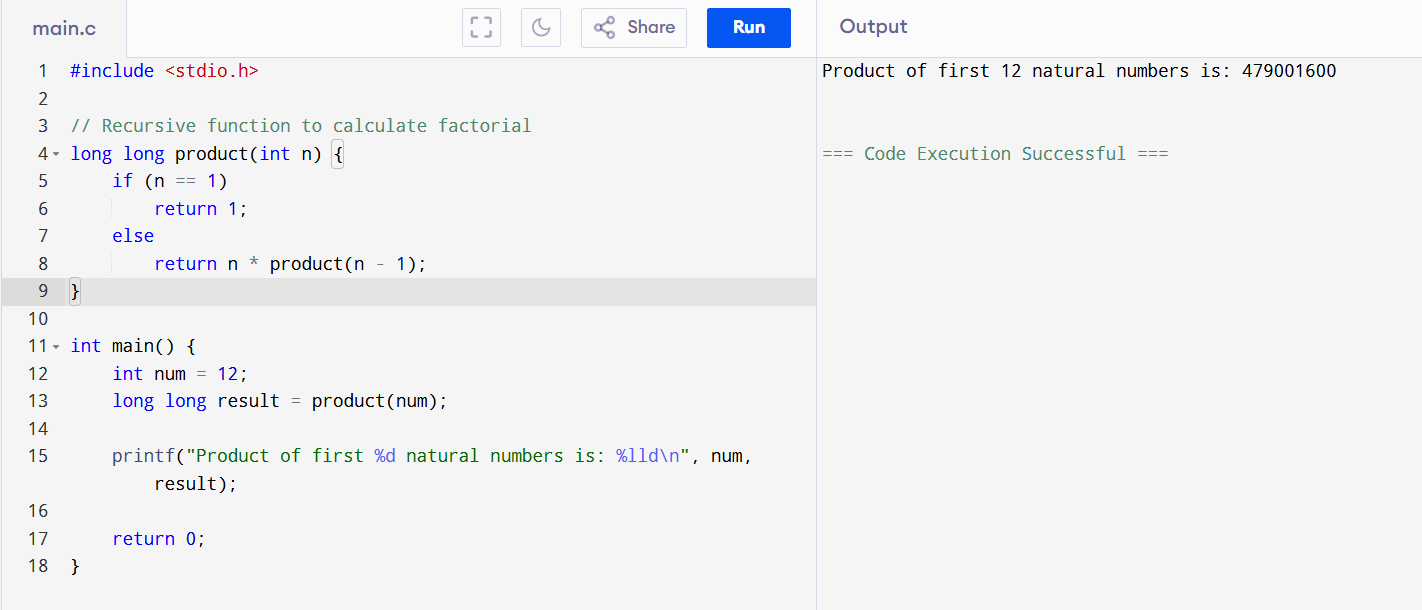 main.c
Share
Run
Output
1 #include <stdio.h>
2
3 // Recursive function to calculate factorial
4 long long product(int n) {
5     if (n == 1)
6         return 1;
7     else
8         return n * product(n - 1);
9 }
10
11 int main() {
12     int num = 12;
13     long long result = product(num);
14
15     printf("Product of first %d natural numbers is: %lld\n", num,
        result);
16
17     return 0;
18 }
Product of first 12 natural numbers is: 479001600
=== Code Execution Successful ===